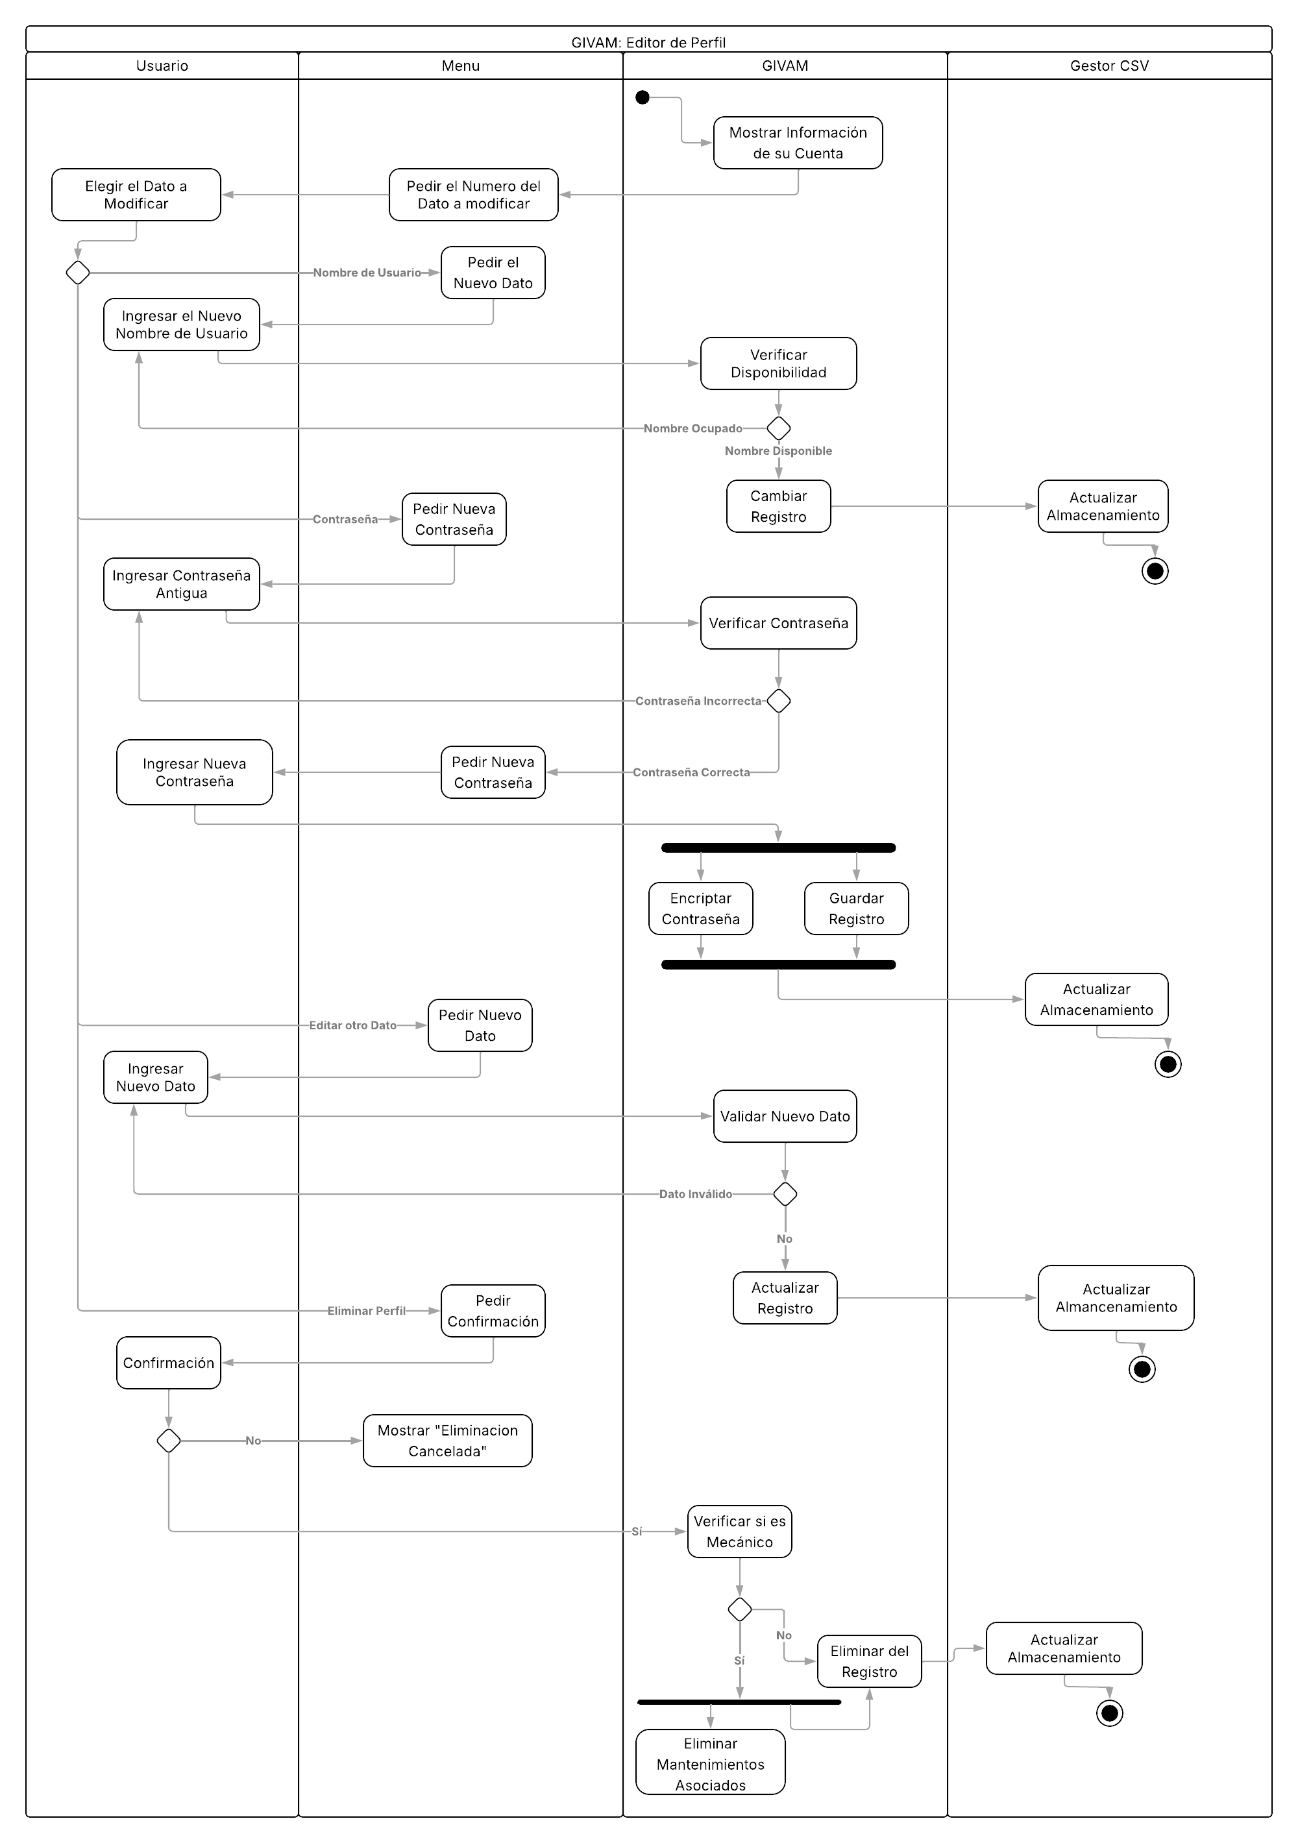 GIVAM: Editor de Perfil
Usuario
Menu
GIVAM
Gestor CSV
Mostrar Información
de su Cuenta
Pedir el Numero del
Dato a modificar
Elegir el Dato a
Modificar
Nombre de Usuario
Pedir el
Nuevo Dato
Ingresar el Nuevo
Nombre de Usuario
Verificar
Disponibilidad
Nombre Ocupado
Nombre Disponible
Cambiar
Registro
Actualizar
Almacenamiento
Contraseña
Pedir Nueva
Contraseña
Ingresar Contraseña
Antigua
Verificar Contraseña
Contraseña Incorrecta
Contraseña Correcta
Pedir Nueva
Contraseña
Ingresar Nueva
Contraseña
Encriptar
Contraseña
Guardar
Registro
Actualizar
Almacenamiento
Editar otro Dato
Pedir Nuevo
Dato
Ingresar
Nuevo Dato
Validar Nuevo Dato
Dato Inválido
No
Actualizar
Registro
Actualizar
Almancenamiento
Eliminar Perfil
Pedir
Confirmación
Confirmación
No
Mostrar "Eliminacion
Cancelada"
Sí
Verificar si es
Mecánico
No
Sí
Eliminar del
Registro
Actualizar
Almacenamiento
Eliminar
Mantenimientos
Asociados